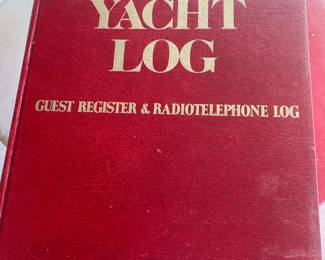 YACHT
LOG
GUEST REGISTER & RADIOTELEPHONE LOG